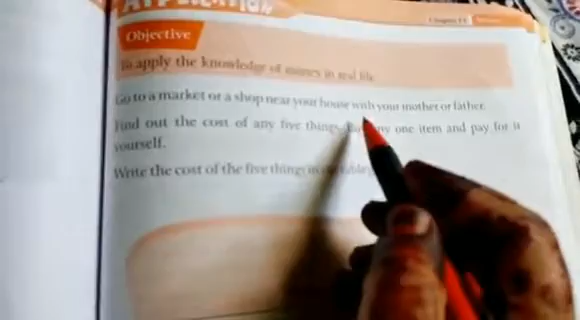 APPLICATION
Objective
To apply the knowledge of money in real life
Go to a market or a shop near your house with your mother or father.
Find out the cost of any five things. any one item and pay for it
yourself.
Write the cost of the five things in